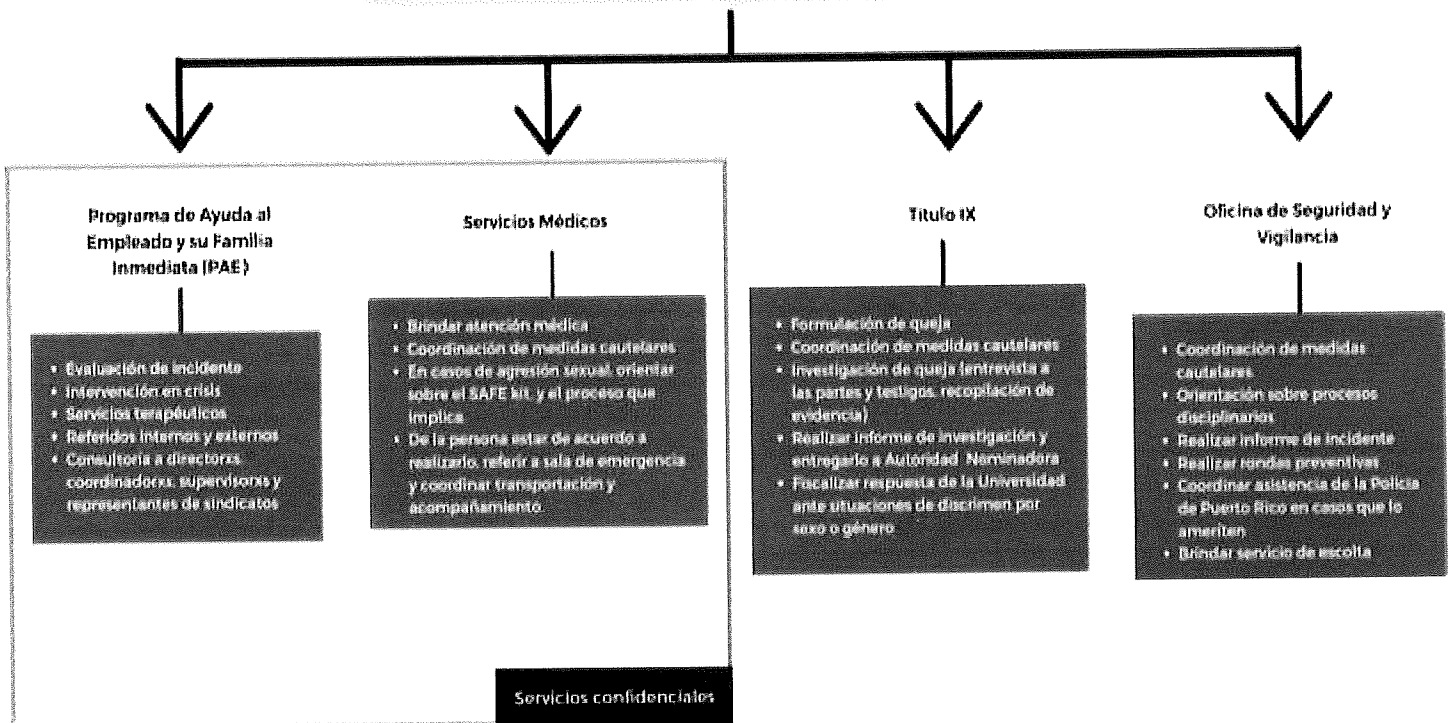 Programa de Ayuda al
Empleado y su Familia
Inmediata (PAE)
• Evaluación de incidente
• Intervención en crisis
• Servicios terapéuticos
• Referidos internos y externos
• Consultoría a directorxs,
coordinadorxs, supervisorxs y
representantes de sindicatos
Servicios Médicos
• Brindar atención médica
• Coordinación de medidas cautelares
• En casos de agresión sexual, orientar
sobre el SAFE kit, y el proceso que
implica
• De la persona estar de acuerdo a
realizarlo, referir a sala de emergencia
y coordinar transportación y
acompañamiento.
Título IX
• Formulación de queja
• Coordinación de medidas cautelares
• Investigación de queja (entrevista a
las partes y testigos, recopilación de
evidencia)
• Realizar informe de investigación y
entregarlo a Autoridad Nominadora
• Fiscalizar respuesta de la Universidad
ante situaciones de discrimen por
sexo o género
Oficina de Seguridad y
Vigilancia
• Coordinación de medidas
cautelares
• Orientación sobre procesos
disciplinarios
• Realizar informe de incidente
• Realizar rondas preventivas
• Coordinar asistencia de la Policía
de Puerto Rico en casos que lo
ameriten
• Brindar servicio de escolta
Servicios confidenciales